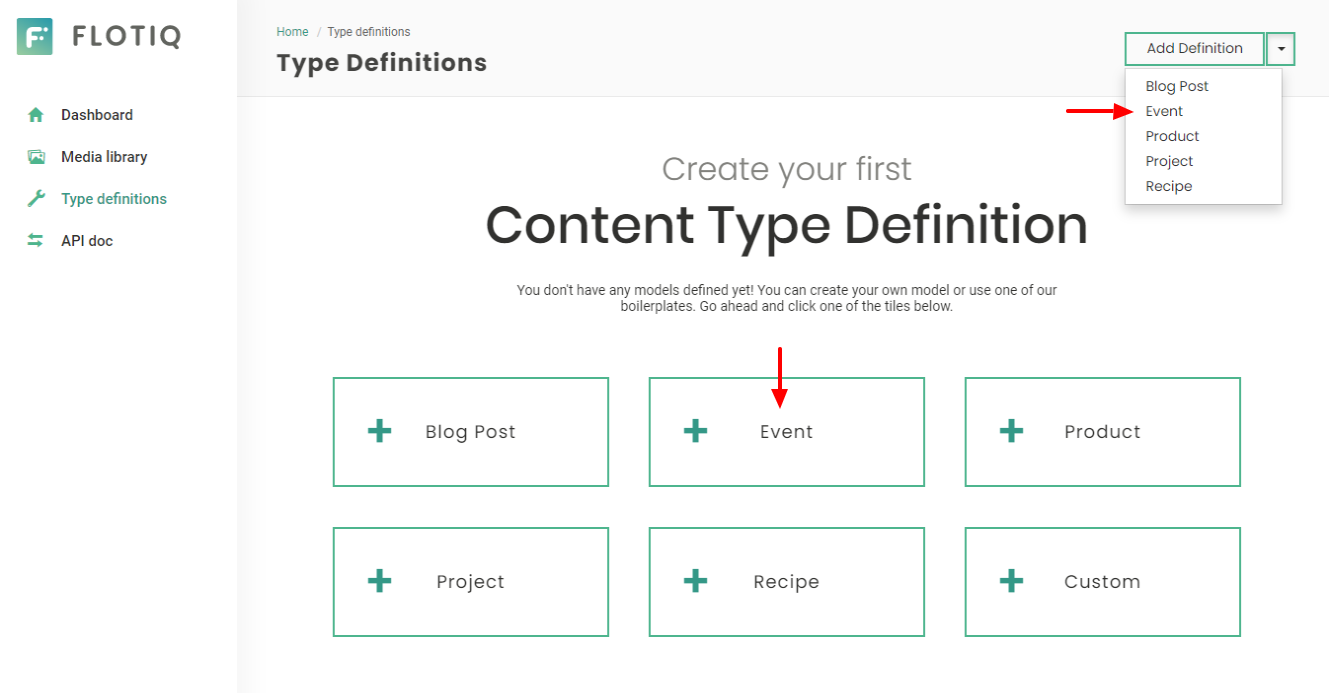 FLOTIQ
Dashboard
Media library
Type definitions
API doc
Home / Type definitions
Type Definitions
Add Definition
Blog Post
Event
Product
Project
Recipe
Create your first
Content Type Definition
You don't have any models defined yet! You can create your own model or use one of our
boilerplates. Go ahead and click one of the tiles below.
+ Blog Post
+ Event
+ Product
+ Project
+ Recipe
+ Custom